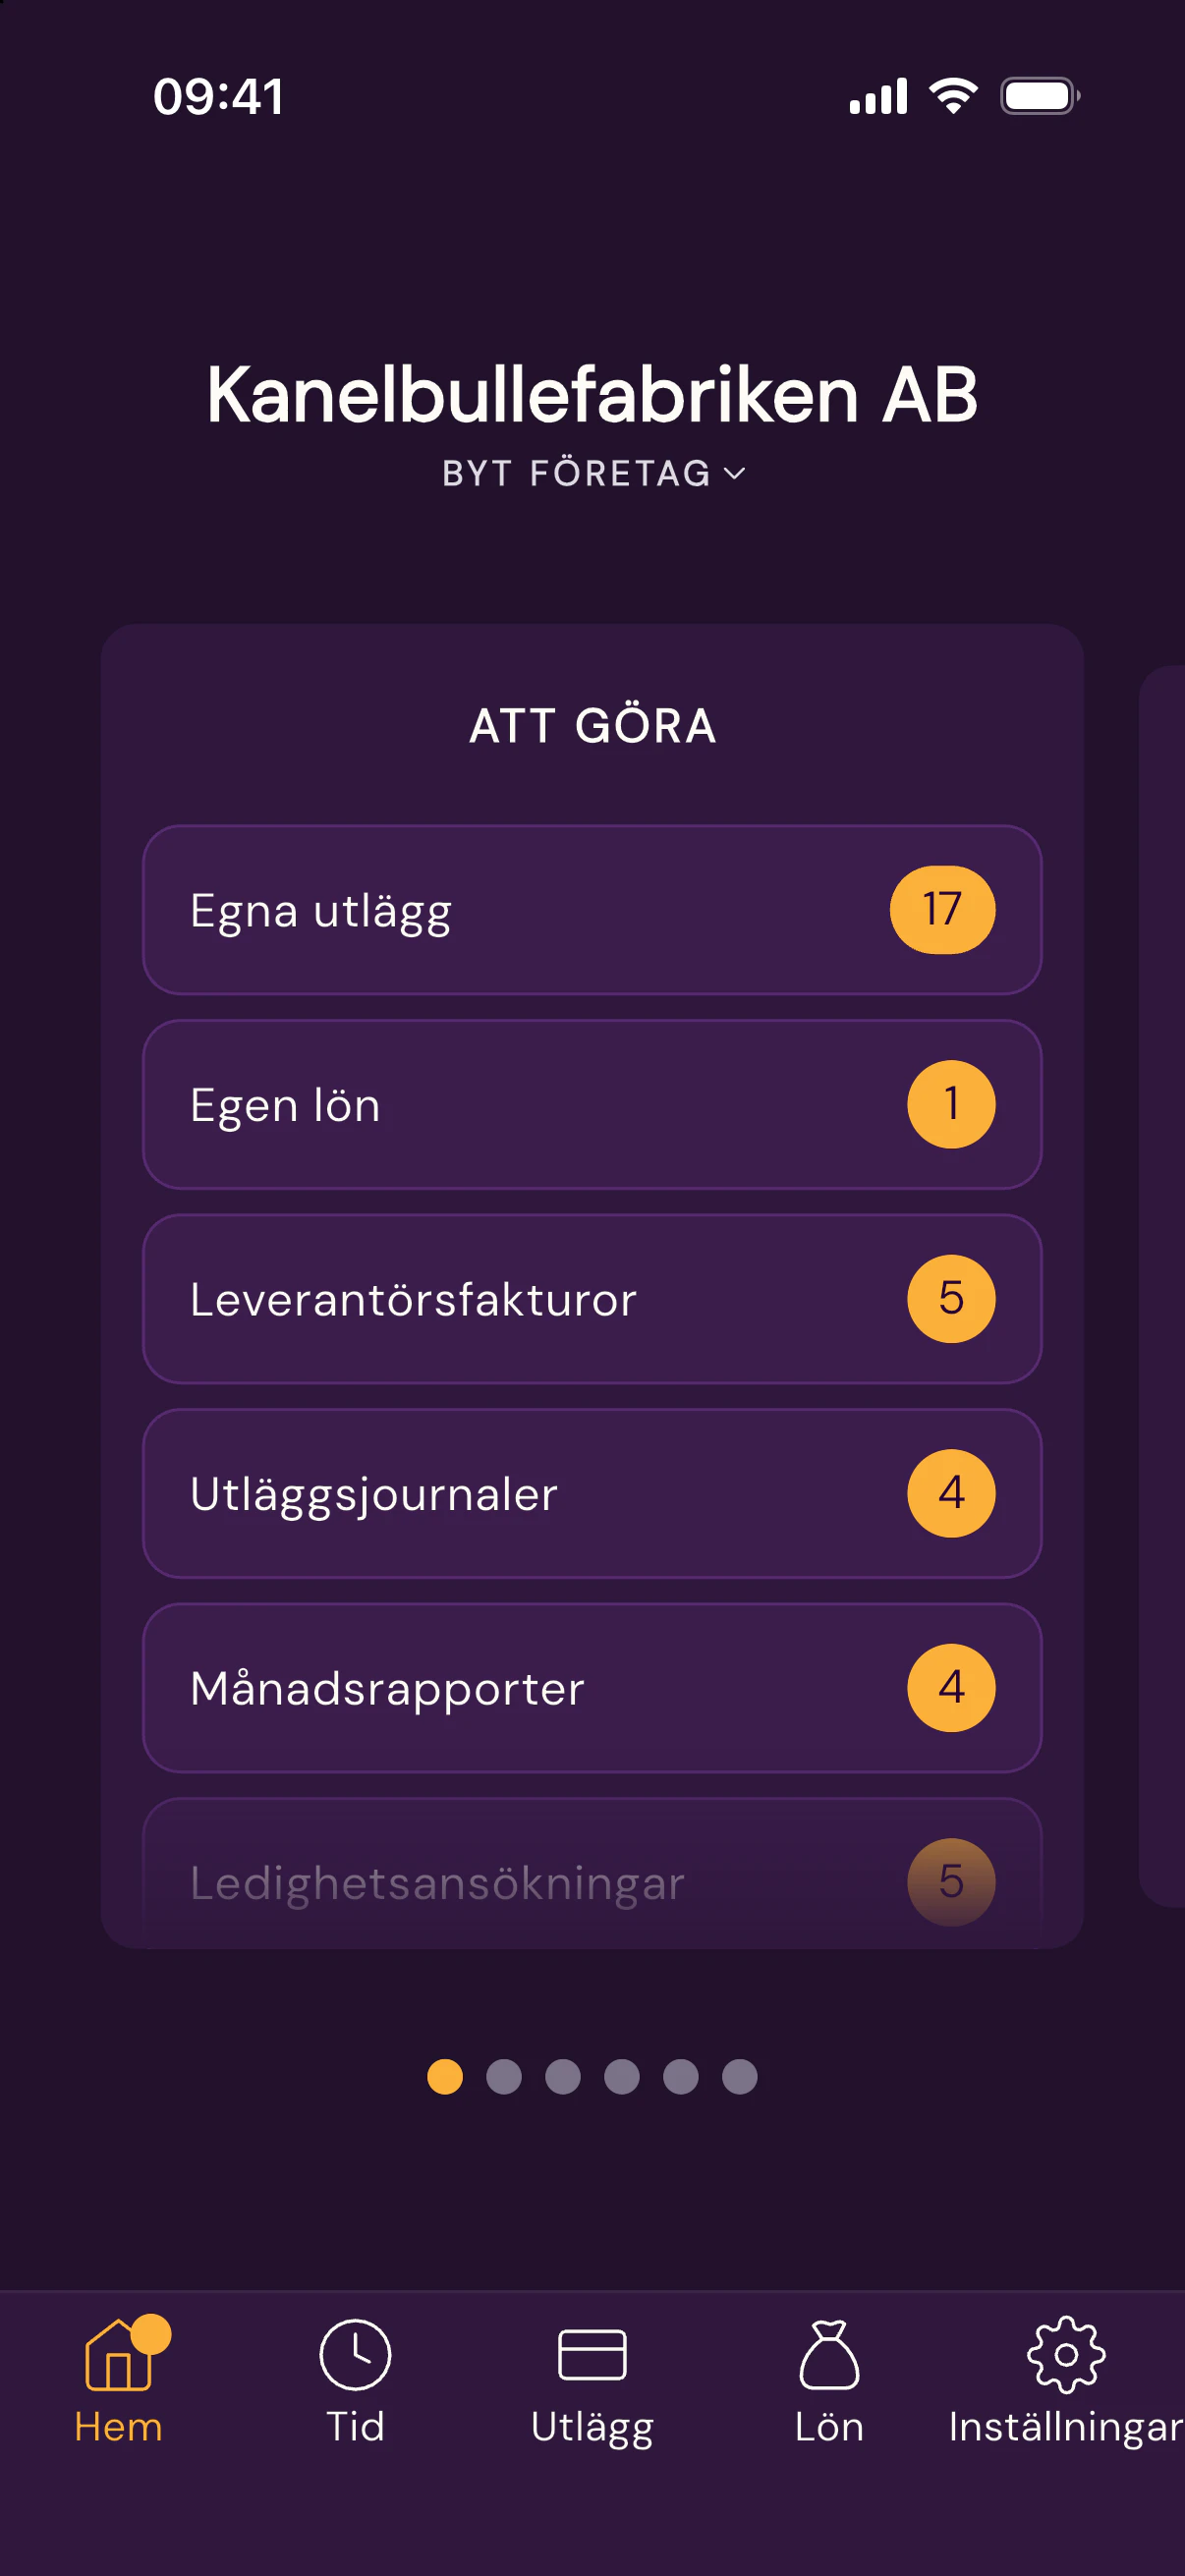 09:41
Kanelbullefabriken AB
BYT FÖRETAG
ATT GÖRA
Egna utlägg 17
Egen lön 1
Leverantörsfakturor 5
Utläggsjournaler 4
Månadsrapporter 4
Ledighetsansökningar 5
Hem Tid Utlägg Lön Inställningar